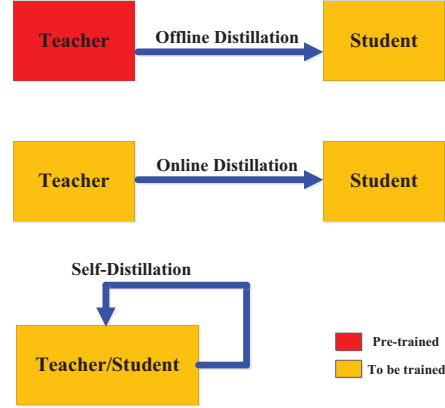 Teacher
Offline Distillation
Student
Teacher
Online Distillation
Student
Self-Distillation
Teacher/Student
Pre-trained
To be trained